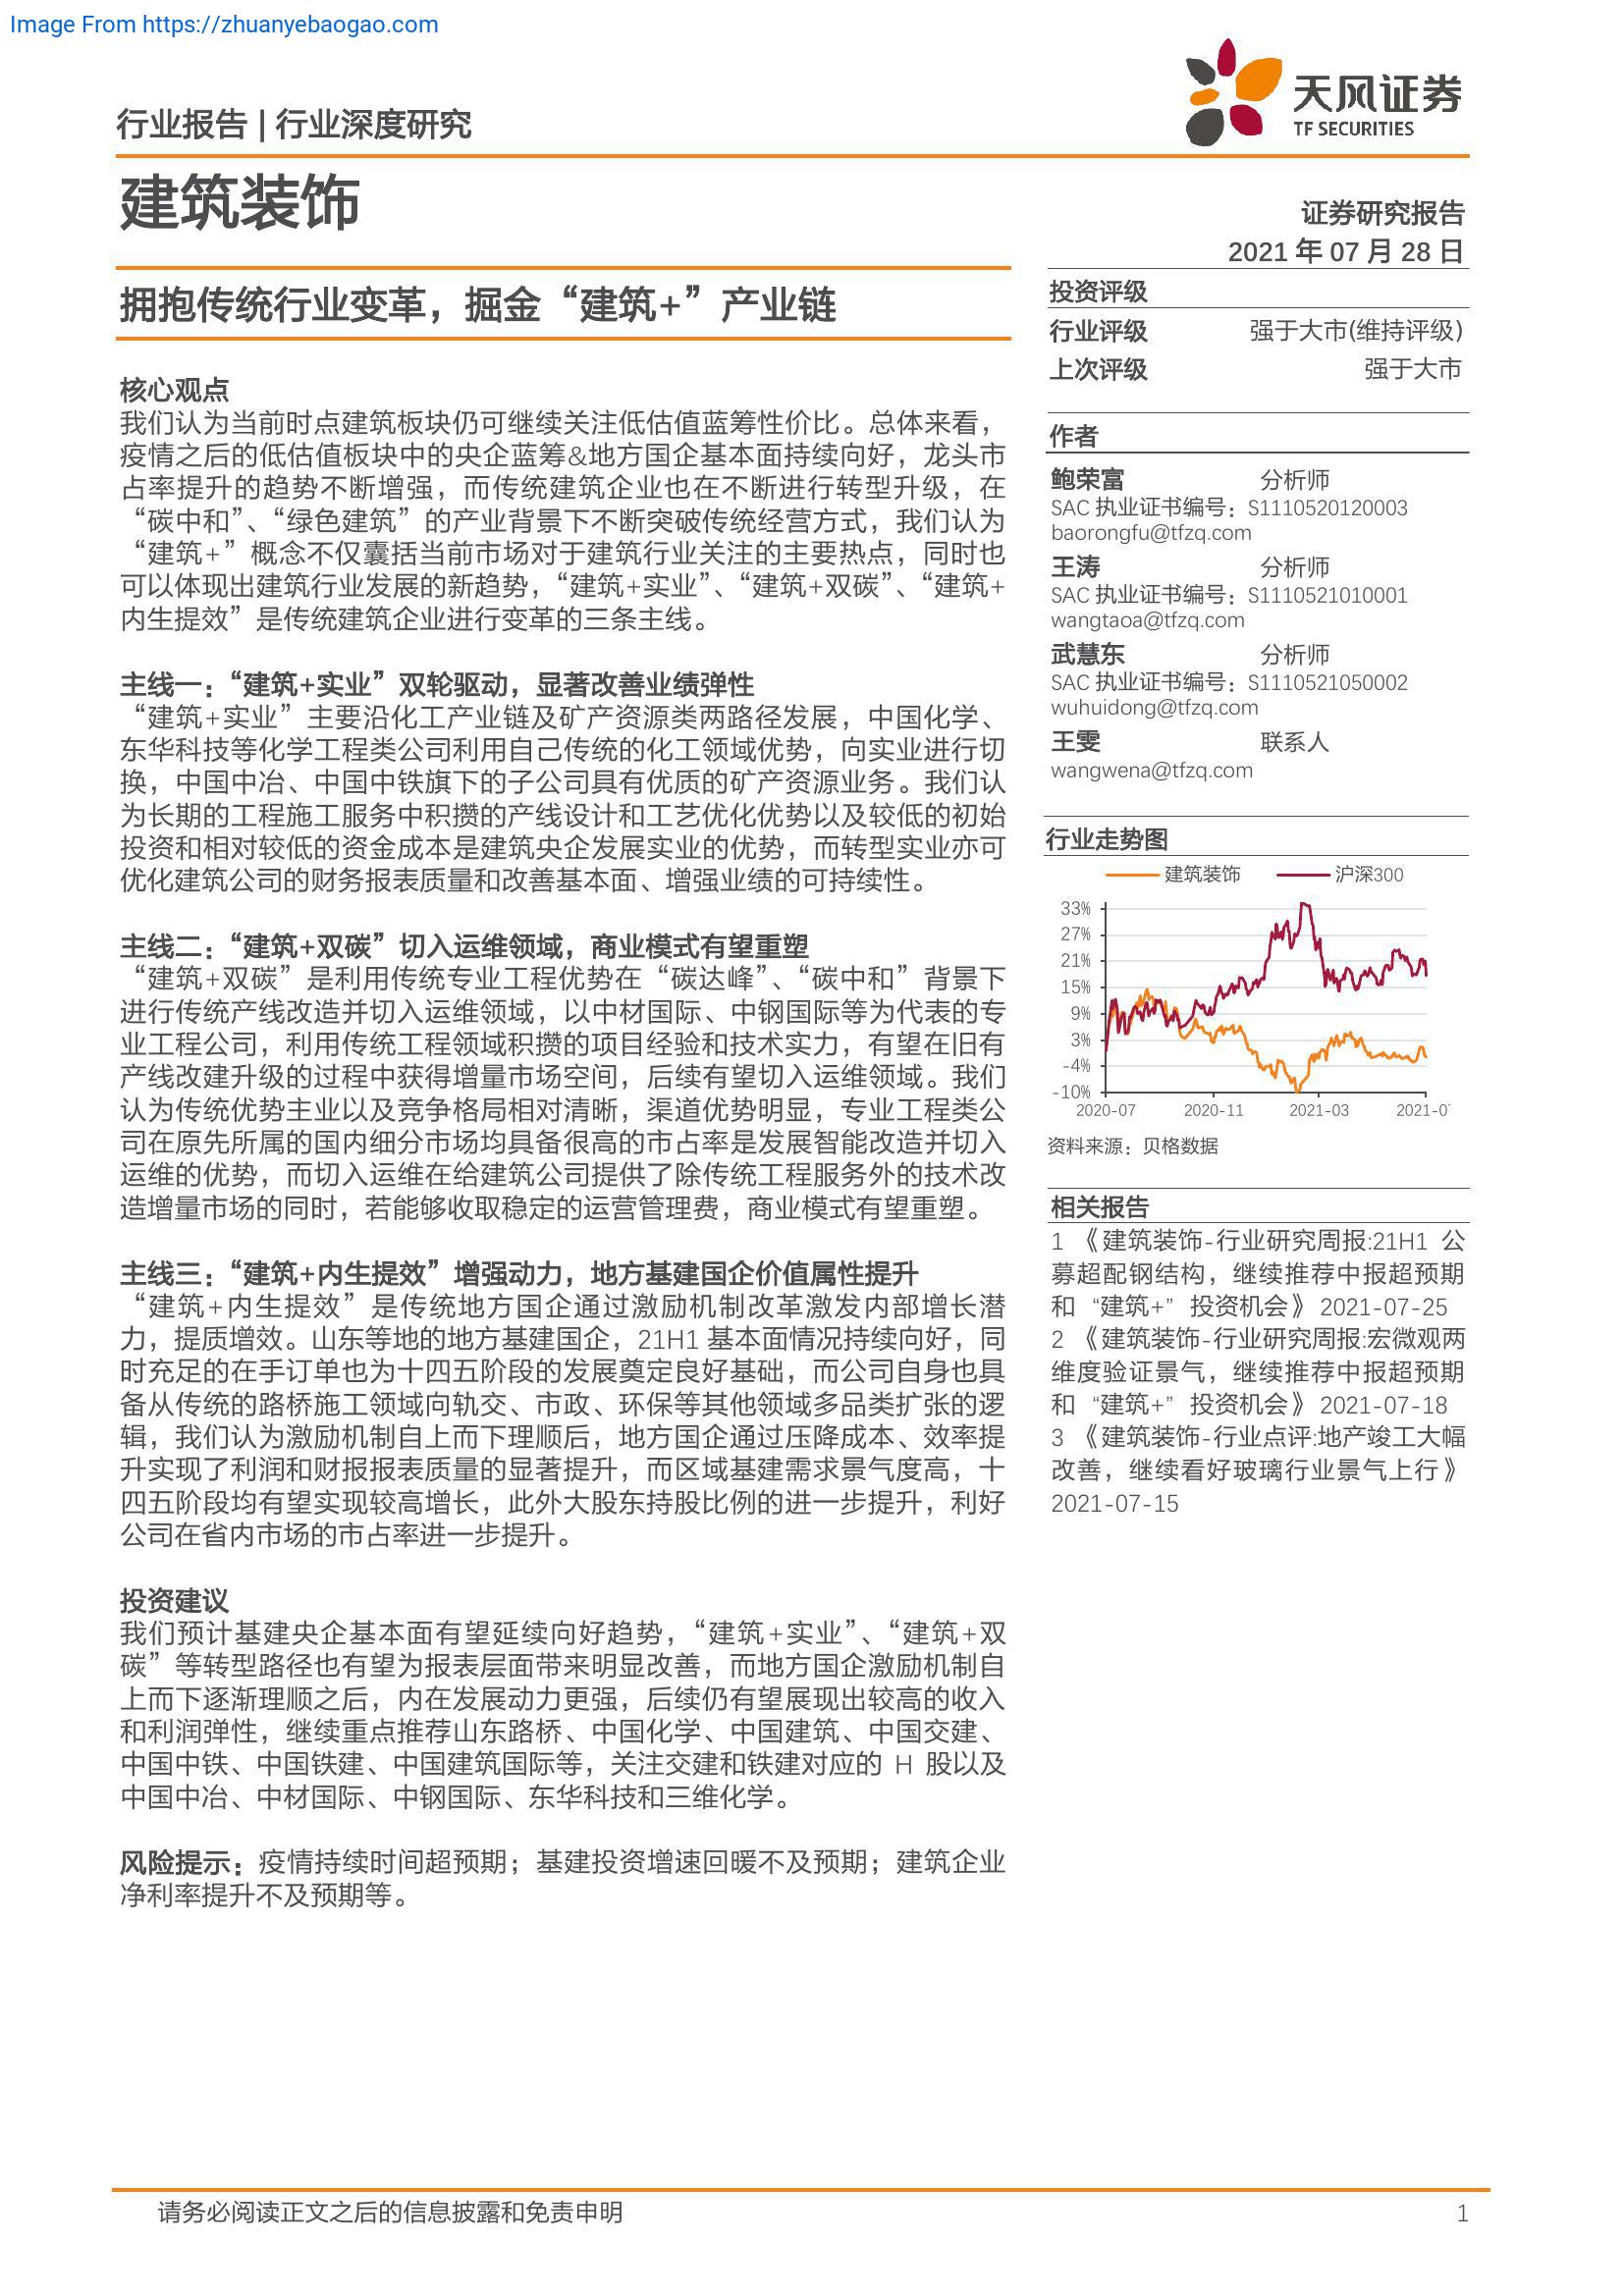 Image From https://zhuanyebaogao.com
天风证券
TF SECURITIES
行业报告 | 行业深度研究
建筑装饰
证券研究报告
2021 年 07 月 28 日
拥抱传统行业变革，掘金“建筑+”产业链
核心观点
我们认为当前时点建筑板块仍可继续关注低估值蓝筹性价比。总体来看，
疫情之后的低估值板块中的央企蓝筹&地方国企基本面持续向好，龙头市
占率提升的趋势不断增强，而传统建筑企业也在不断进行转型升级，在
“碳中和”、“绿色建筑”的产业背景下不断突破传统经营方式，我们认为
“建筑+”概念不仅囊括当前市场对于建筑行业关注的主要热点，同时也
可以体现出建筑行业发展的新趋势，“建筑+实业”、“建筑+双碳”、“建筑+
内生提效”是传统建筑企业进行变革的三条主线。
主线一：“建筑+实业”双轮驱动，显著改善业绩弹性
“建筑+实业”主要沿化工产业链及矿产资源类两路径发展，中国化学、
东华科技等化学工程类公司利用自己传统的化工领域优势，向实业进行切
换，中国中冶、中国中铁旗下的子公司具有优质的矿产资源业务。我们认
为长期的工程施工服务中积攒的产线设计和工艺优化优势以及较低的初始
投资和相对较低的资金成本是建筑央企发展实业的优势，而转型实业亦可
优化建筑公司的财务报表质量和改善基本面、增强业绩的可持续性。
主线二：“建筑+双碳”切入运维领域，商业模式有望重塑
“建筑+双碳”是利用传统专业工程优势在“碳达峰”、“碳中和”背景下
进行传统产线改造并切入运维领域，以中材国际、中钢国际等为代表的专
业工程公司，利用传统工程领域积攒的项目经验和技术实力，有望在旧有
产线改建升级的过程中获得增量市场空间，后续有望切入运维领域。我们
认为传统优势主业以及竞争格局相对清晰，渠道优势明显，专业工程类公
司在原先所属的国内细分市场均具备很高的市占率是发展智能改造并切入
运维的优势，而切入运维在给建筑公司提供了除传统工程服务外的技术改
造增量市场的同时，若能够收取稳定的运营管理费，商业模式有望重塑。
主线三：“建筑+内生提效”增强动力，地方基建国企价值属性提升
“建筑+内生提效”是传统地方国企通过激励机制改革激发内部增长潜
力，提质增效。山东等地的地方基建国企，21H1 基本面情况持续向好，同
时充足的在手订单也为十四五阶段的发展奠定良好基础，而公司自身也具
备从传统的路桥施工领域向轨交、市政、环保等其他领域多品类扩张的逻
辑，我们认为激励机制自上而下理顺后，地方国企通过压降成本、效率提
升实现了利润和财报报表质量的显著提升，而区域基建需求景气度高，十
四五阶段均有望实现较高增长，此外大股东持股比例的进一步提升，利好
公司在省内市场的市占率进一步提升。
投资建议
我们预计基建央企基本面有望延续向好趋势，“建筑+实业”、“建筑+双
碳”等转型路径也有望为报表层面带来明显改善，而地方国企激励机制自
上而下逐渐理顺之后，内在发展动力更强，后续仍有望展现出较高的收入
和利润弹性，继续重点推荐山东路桥、中国化学、中国建筑、中国交建、
中国中铁、中国铁建、中国建筑国际等，关注交建和铁建对应的 H 股以及
中国中冶、中材国际、中钢国际、东华科技和三维化学。
风险提示：疫情持续时间超预期；基建投资增速回暖不及预期；建筑企业
净利率提升不及预期等。
投资评级
行业评级 强于大市(维持评级)
上次评级 强于大市
作者
鲍荣富 分析师
SAC 执业证书编号：S1110520120003
baorongfu@tfzq.com
王涛 分析师
SAC 执业证书编号：S1110521010001
wangtaoa@tfzq.com
武慧东 分析师
SAC 执业证书编号：S1110521050002
wuhuidong@tfzq.com
王雯 联系人
wangwena@tfzq.com
行业走势图
建筑装饰 沪深300
33%
27%
21%
15%
9%
3%
-4%
-10%
2020-07 2020-11 2021-03 2021-0
资料来源：贝格数据
相关报告
1 《建筑装饰-行业研究周报:21H1 公
募超配钢结构，继续推荐中报超预期
和“建筑+”投资机会》 2021-07-25
2 《建筑装饰-行业研究周报:宏微观两
维度验证景气，继续推荐中报超预期
和“建筑+”投资机会》 2021-07-18
3 《建筑装饰-行业点评:地产竣工大幅
改善，继续看好玻璃行业景气上行》
2021-07-15
请务必阅读正文之后的信息披露和免责申明 1